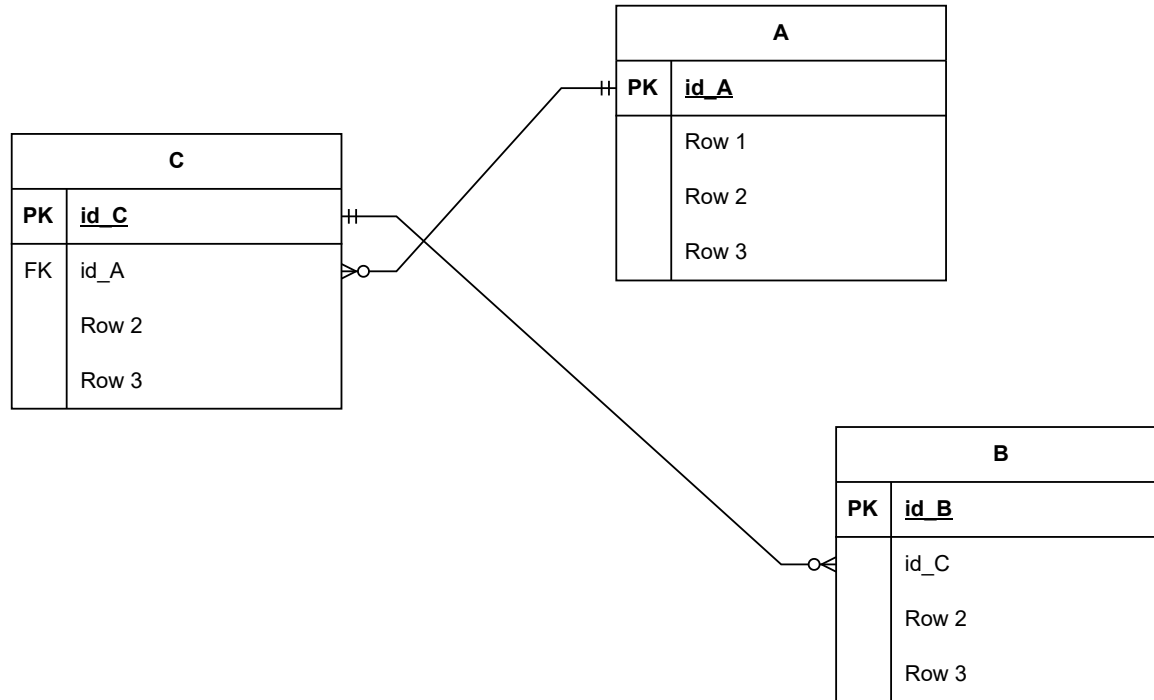 A
PK id_A
Row 1
Row 2
Row 3
C
PK id_C
FK id_A
Row 2
Row 3
B
PK id_B
id_C
Row 2
Row 3